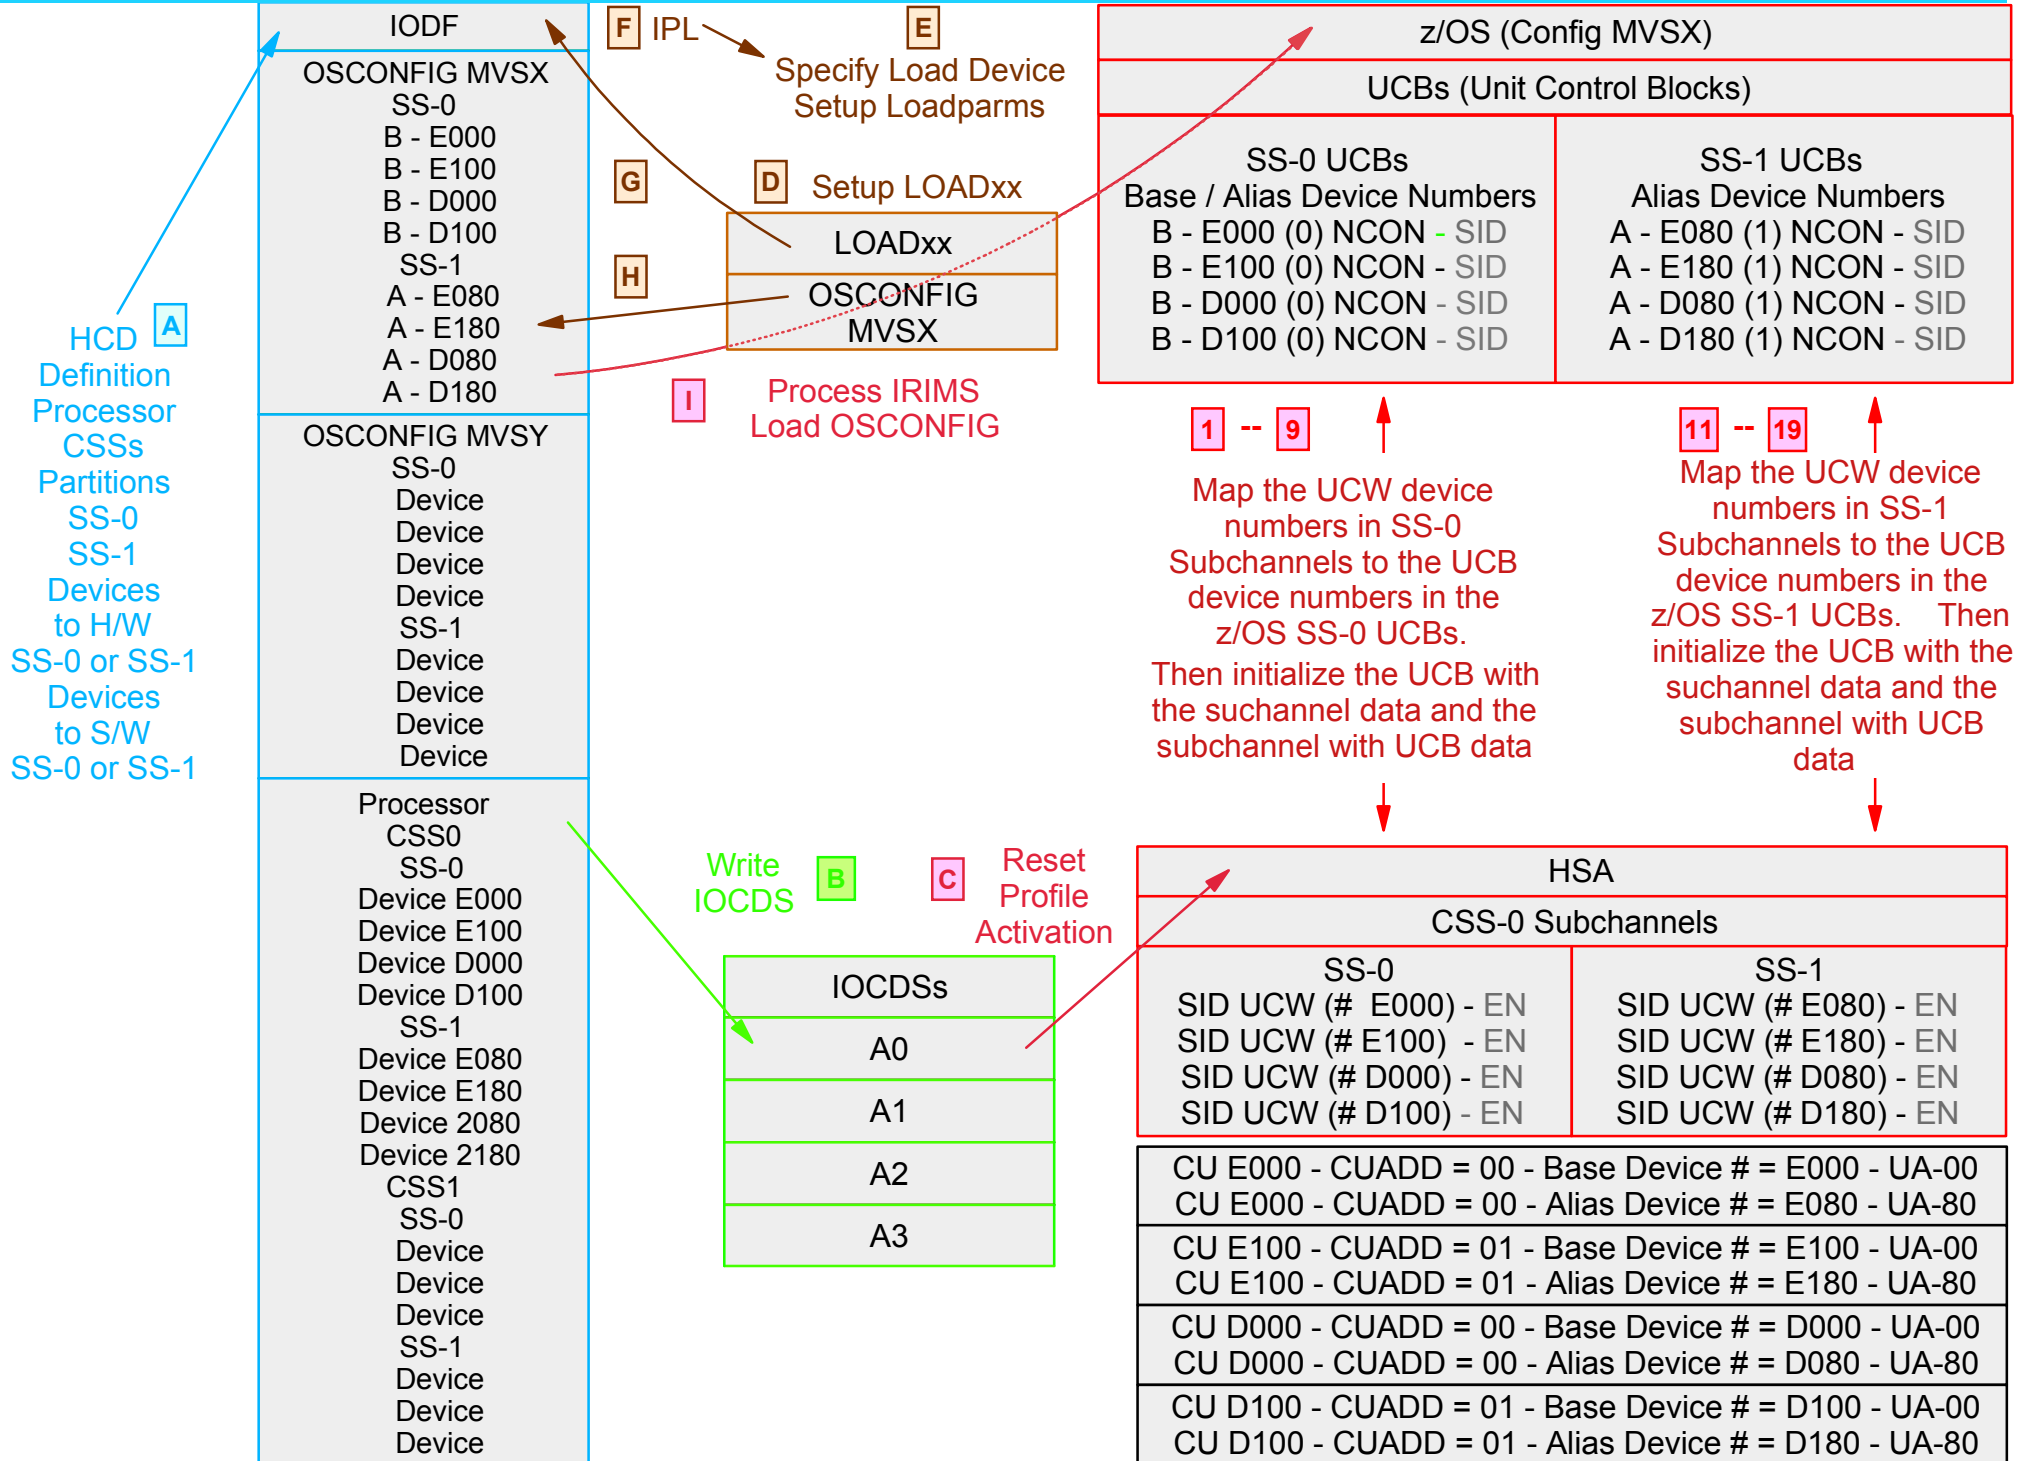 HCD
A
Definition
Processor
CSSs
Partitions
SS-0
SS-1
Devices
to H/W
SS-0 or SS-1
Devices
to S/W
SS-0 or SS-1
IODF
OSCONFIG MVSX
SS-0
B - E000
B - E100
B - D000
B - D100
SS-1
A - E080
A - E180
A - D080
A - D180
OSCONFIG MVSY
SS-0
Device
Device
Device
Device
SS-1
Device
Device
Device
Device
Processor
CSS0
SS-0
Device E000
Device E100
Device D000
Device D100
SS-1
Device E080
Device E180
Device 2080
Device 2180
CSS1
SS-0
Device
Device
Device
SS-1
Device
Device
Device
F IPL
E
Specify Load Device
Setup Loadparms
G
D Setup LOADxx
LOADxx
H
OSCONFIG
MVSX
I
Process IRIMS
Load OSCONFIG
Write
IOCDS
B
C
Reset
Profile
Activation
IOCDSs
A0
A1
A2
A3
z/OS (Config MVSX)
UCBs (Unit Control Blocks)
SS-0 UCBs
Base / Alias Device Numbers
B - E000 (0) NCON - SID
B - E100 (0) NCON - SID
B - D000 (0) NCON - SID
B - D100 (0) NCON - SID
SS-1 UCBs
Alias Device Numbers
A - E080 (1) NCON - SID
A - E180 (1) NCON - SID
A - D080 (1) NCON - SID
A - D180 (1) NCON - SID
1 -- 9
Map the UCW device
numbers in SS-0
Subchannels to the UCB
device numbers in the
z/OS SS-0 UCBs.
Then initialize the UCB with
the suchannel data and the
subchannel with UCB data
11 -- 19
Map the UCW device
numbers in SS-1
Subchannels to the UCB
device numbers in the
z/OS SS-1 UCBs. Then
initialize the UCB with the
suchannel data and the
subchannel with UCB
data
HSA
CSS-0 Subchannels
SS-0
SID UCW (# E000) - EN
SID UCW (# E100) - EN
SID UCW (# D000) - EN
SID UCW (# D100) - EN
SS-1
SID UCW (# E080) - EN
SID UCW (# E180) - EN
SID UCW (# D080) - EN
SID UCW (# D180) - EN
CU E000 - CUADD = 00 - Base Device # = E000 - UA-00
CU E000 - CUADD = 00 - Alias Device # = E080 - UA-80
CU E100 - CUADD = 01 - Base Device # = E100 - UA-00
CU E100 - CUADD = 01 - Alias Device # = E180 - UA-80
CU D000 - CUADD = 00 - Base Device # = D000 - UA-00
CU D000 - CUADD = 00 - Alias Device # = D080 - UA-80
CU D100 - CUADD = 01 - Base Device # = D100 - UA-00
CU D100 - CUADD = 01 - Alias Device # = D180 - UA-80